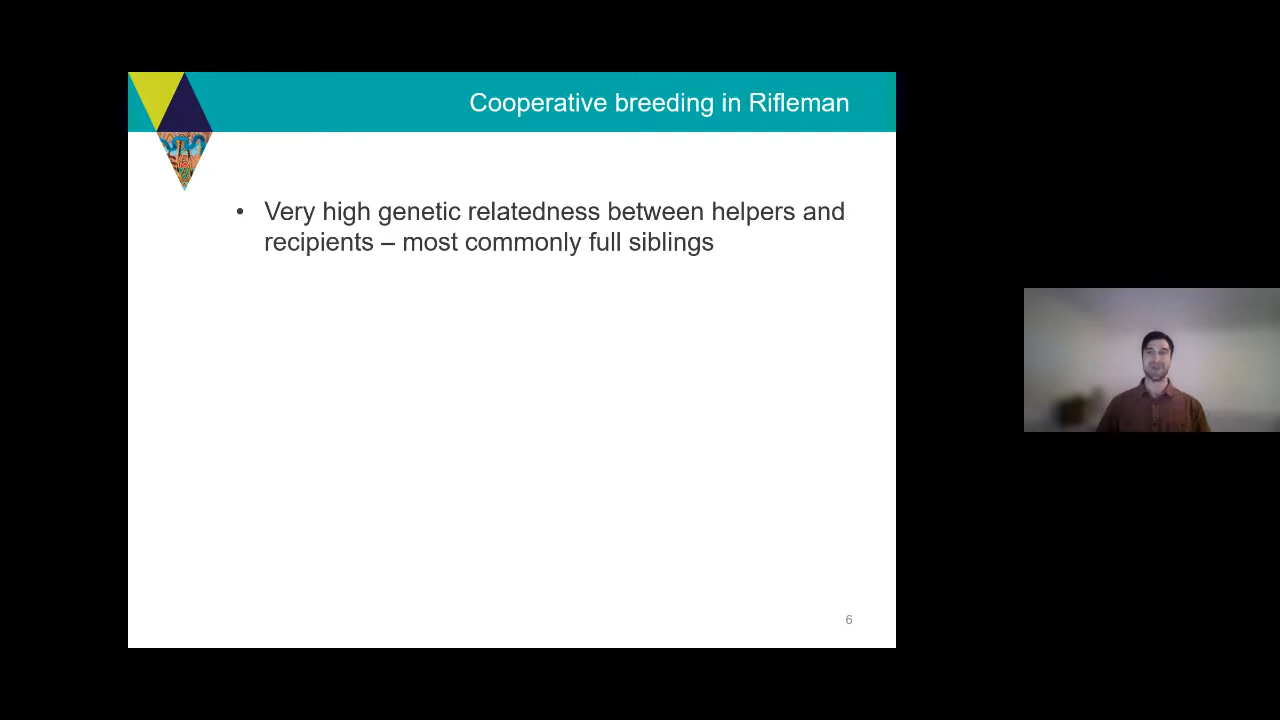 Cooperative breeding in Rifleman
• Very high genetic relatedness between helpers and
recipients – most commonly full siblings
6